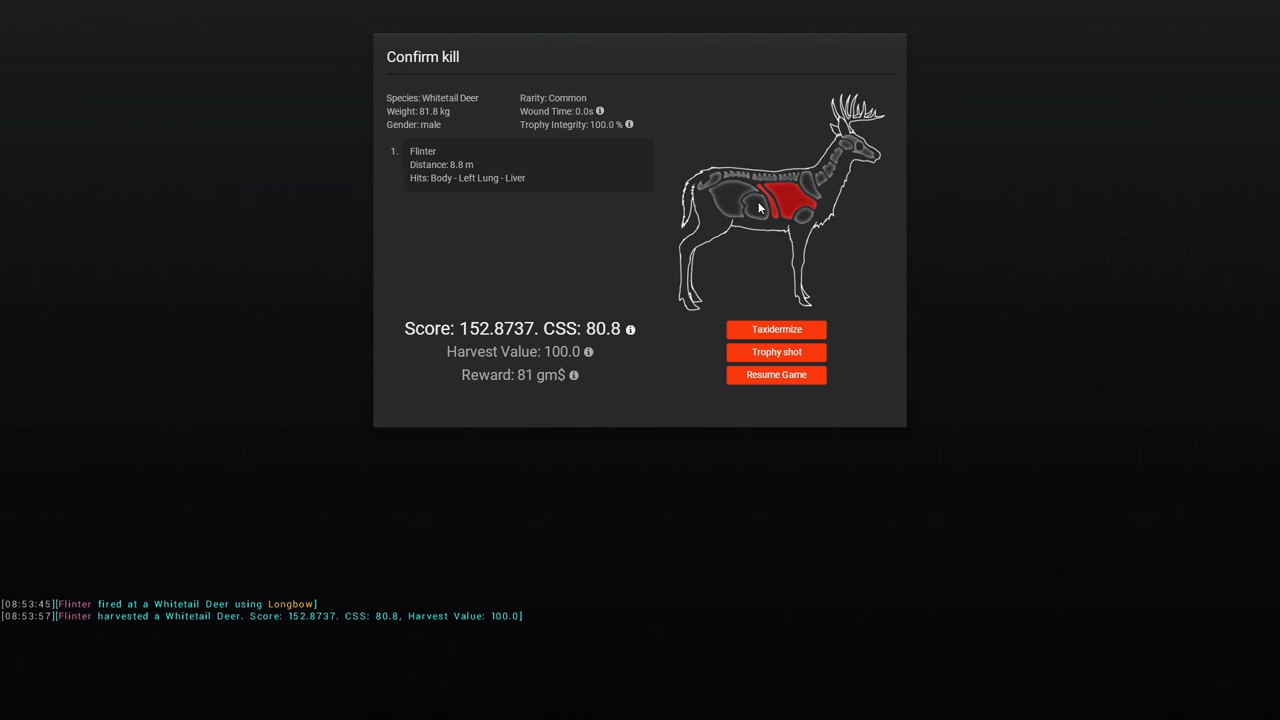 Confirm kill
Species: Whitetail Deer
Rarity: Common
Weight: 81.8 kg
Wound Time: 0.0s
Gender: male
Trophy Integrity: 100.0 %
1. Flinter
Distance: 8.8 m
Hits: Body - Left Lung - Liver
Score: 152.8737. CSS: 80.8
Harvest Value: 100.0
Reward: 81 gm$
Taxidermize
Trophy shot
Resume Game
[08:53:45][Flinter fired at a Whitetail Deer using Longbow]
[08:53:57][Flinter harvested a Whitetail Deer. Score: 152.8737. CSS: 80.8, Harvest Value: 100.0]